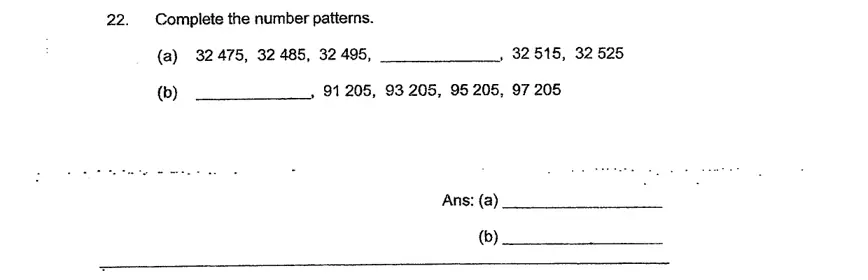 22. Complete the number patterns.
(a) 32 475, 32 485, 32 495, ____________, 32 515, 32 525
(b) ____________, 91 205, 93 205, 95 205, 97 205
Ans: (a) ____________
(b) ____________